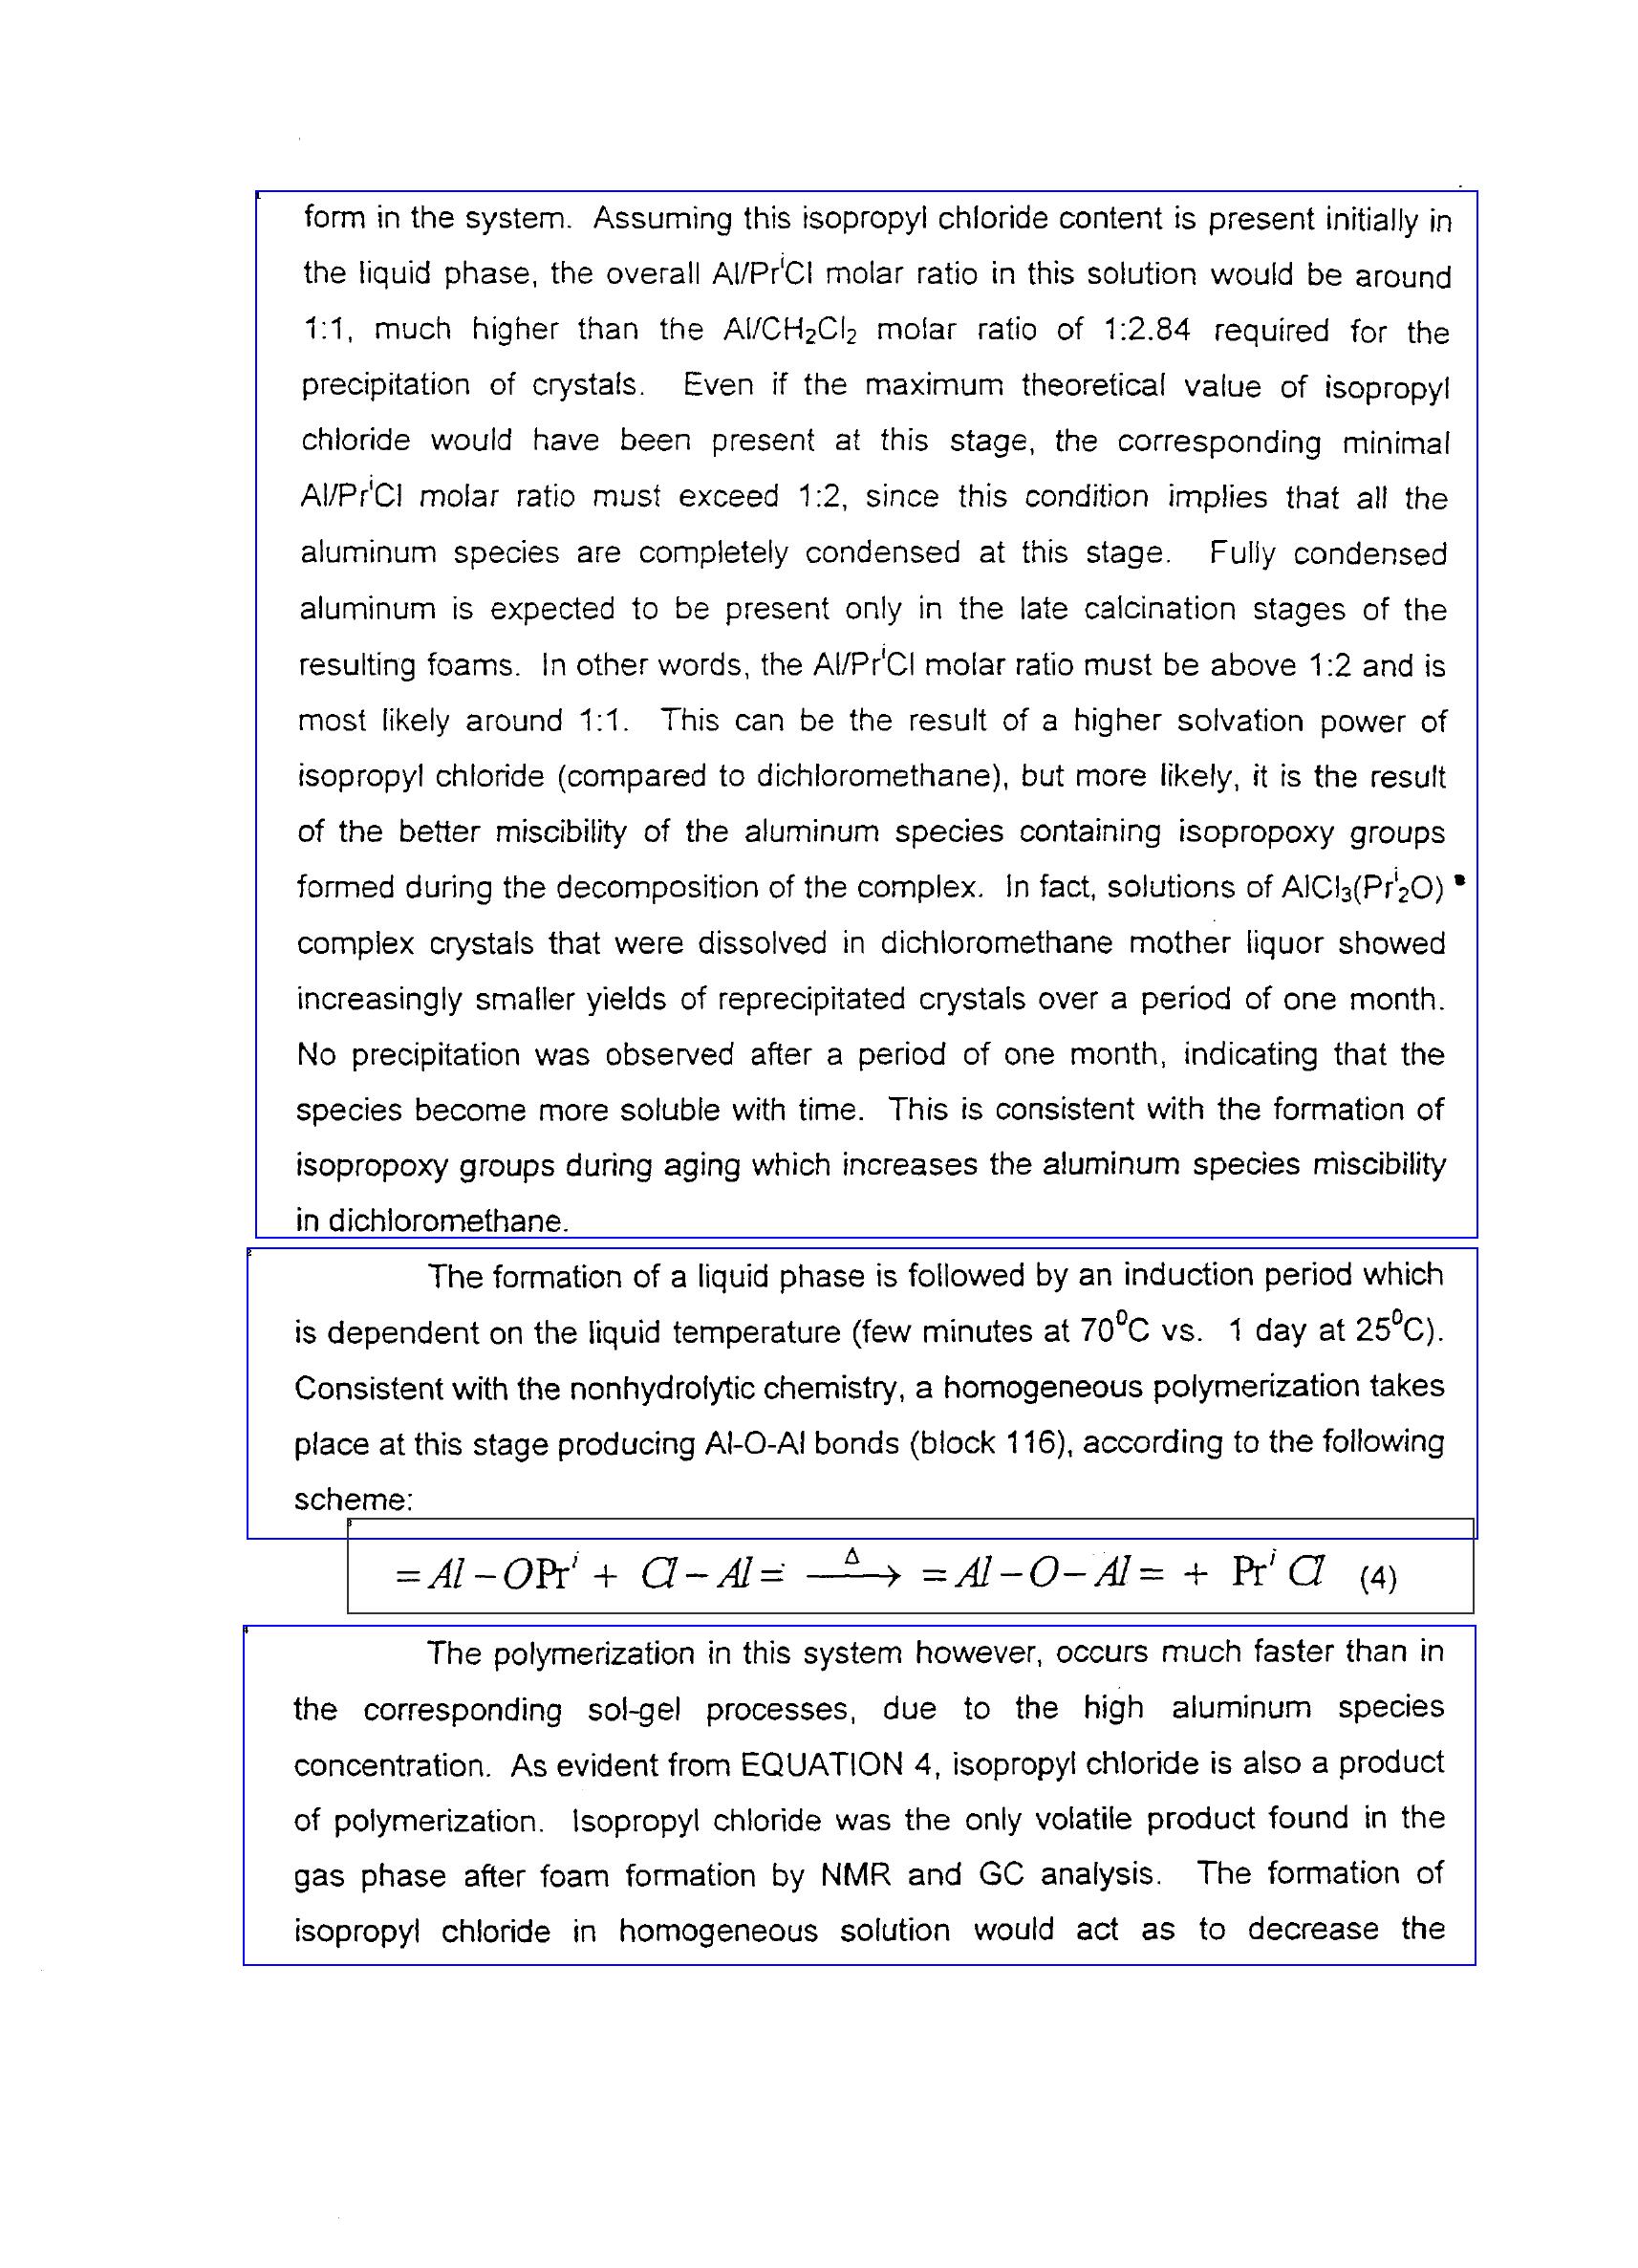 form in the system. Assuming this isopropyl chloride content is present initially in
the liquid phase, the overall Al/PrⁱCl molar ratio in this solution would be around
1:1, much higher than the Al/CH₂Cl₂ molar ratio of 1:2.84 required for the
precipitation of crystals. Even if the maximum theoretical value of isopropyl
chloride would have been present at this stage, the corresponding minimal
Al/PrⁱCl molar ratio must exceed 1:2, since this condition implies that all the
aluminum species are completely condensed at this stage. Fully condensed
aluminum is expected to be present only in the late calcination stages of the
resulting foams. In other words, the Al/PrⁱCl molar ratio must be above 1:2 and is
most likely around 1:1. This can be the result of a higher solvation power of
isopropyl chloride (compared to dichloromethane), but more likely, it is the result
of the better miscibility of the aluminum species containing isopropoxy groups
formed during the decomposition of the complex. In fact, solutions of AlCl₃(Prⁱ₂O)
complex crystals that were dissolved in dichloromethane mother liquor showed
increasingly smaller yields of reprecipitated crystals over a period of one month.
No precipitation was observed after a period of one month, indicating that the
species become more soluble with time. This is consistent with the formation of
isopropoxy groups during aging which increases the aluminum species miscibility
in dichloromethane.
The formation of a liquid phase is followed by an induction period which
is dependent on the liquid temperature (few minutes at 70⁰C vs. 1 day at 25⁰C).
Consistent with the nonhydrolytic chemistry, a homogeneous polymerization takes
place at this stage producing Al-O-Al bonds (block 116), according to the following
scheme:
=Al – OPrⁱ + Cl – Al= —Δ→ =Al – O – Al= + Prⁱ Cl (4)
The polymerization in this system however, occurs much faster than in
the corresponding sol-gel processes, due to the high aluminum species
concentration. As evident from EQUATION 4, isopropyl chloride is also a product
of polymerization. Isopropyl chloride was the only volatile product found in the
gas phase after foam formation by NMR and GC analysis. The formation of
isopropyl chloride in homogeneous solution would act as to decrease the